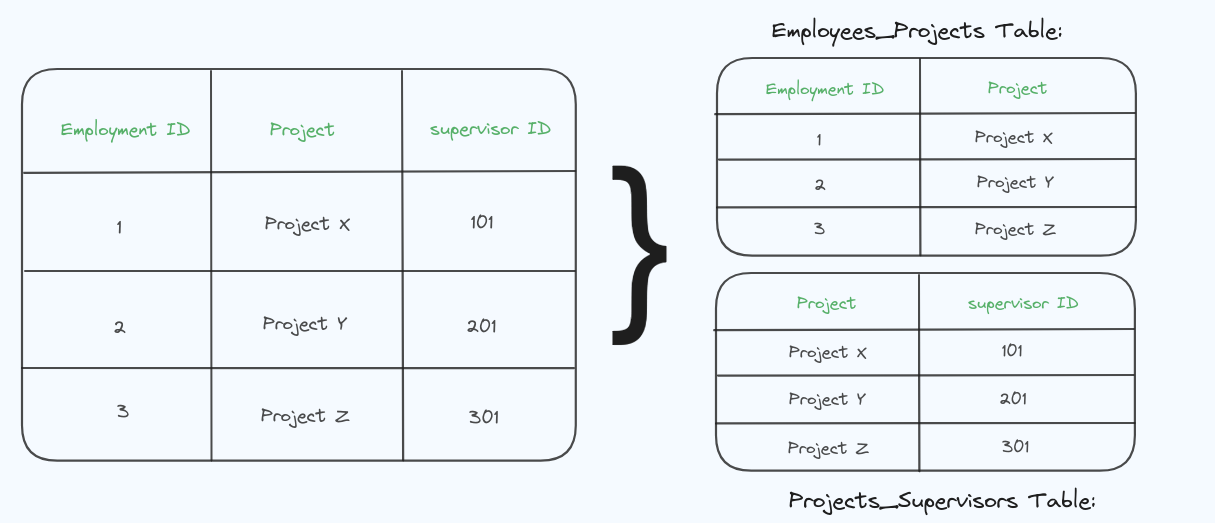 Employees_Projects Table:
Employment ID Project supervisor ID
1 Project X 101
2 Project Y 201
3 Project Z 301
}
Employment ID Project
1 Project X
2 Project Y
3 Project Z
Project supervisor ID
Project X 101
Project Y 201
Project Z 301
Projects_Supervisors Table: